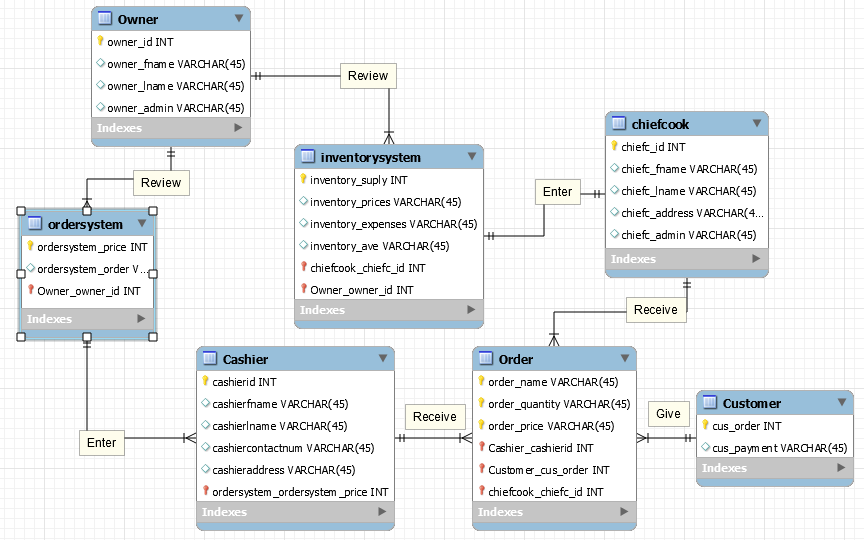 Owner
owner_id INT
owner_fname VARCHAR(45)
owner_lname VARCHAR(45)
owner_admin VARCHAR(45)
Indexes
Review
Review
inventorysystem
inventory_suply INT
inventory_prices VARCHAR(45)
inventory_expenses VARCHAR(45)
inventory_ave VARCHAR(45)
chiefcook_chiefc_id INT
Owner_owner_id INT
Indexes
Enter
chiefcook
chiefc_id INT
chiefc_fname VARCHAR(45)
chiefc_lname VARCHAR(45)
chiefc_address VARCHAR(4...
chiefc_admin VARCHAR(45)
Indexes
ordersystem
ordersystem_price INT
ordersystem_order V...
Owner_owner_id INT
Indexes
Receive
Enter
Cashier
cashierid INT
cashierfname VARCHAR(45)
cashierlname VARCHAR(45)
cashiercontactnum VARCHAR(45)
cashieraddress VARCHAR(45)
ordersystem_ordersystem_price INT
Indexes
Receive
Order
order_name VARCHAR(45)
order_quantity VARCHAR(45)
order_price VARCHAR(45)
Cashier_cashierid INT
Customer_cus_order INT
chiefcook_chiefc_id INT
Indexes
Give
Customer
cus_order INT
cus_payment VARCHAR(45)
Indexes